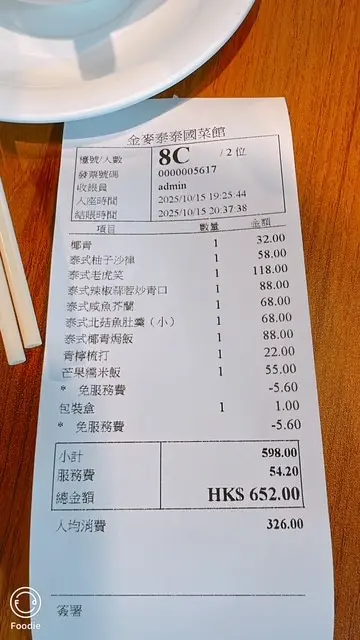 金麥泰泰國菜館
檯號/人數 8C / 2 位
發票號碼 0000005617
收銀員 admin
入座時間 2025/10/15 19:25:44
結賬時間 2025/10/15 20:37:38
項目 數量 金額
椰青 1 32.00
泰式柚子沙律 1 58.00
泰式老虎笑 1 118.00
泰式辣椒蒜蓉炒青口 1 88.00
泰式咸魚芥蘭 1 68.00
泰式北菇魚肚羹（小） 1 68.00
泰式椰青焗飯 1 88.00
青檸梳打 1 22.00
芒果糯米飯 1 55.00
* 免服務費 -5.60
包裝盒 1 1.00
* 免服務費 -5.60
小計 598.00
服務費 54.20
總金額 HK$ 652.00
人均消費 326.00
簽署
Fd
Foodie